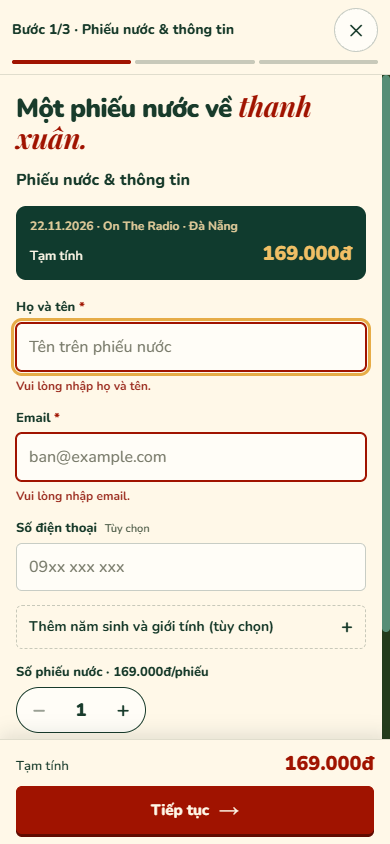 Bước 1/3 · Phiếu nước & thông tin
Một phiếu nước về thanh
xuân.
Phiếu nước & thông tin
22.11.2026 · On The Radio · Đà Nẵng
Tạm tính 169.000đ
Họ và tên *
Tên trên phiếu nước
Vui lòng nhập họ và tên.
Email *
ban@example.com
Vui lòng nhập email.
Số điện thoại Tùy chọn
09xx xxx xxx
Thêm năm sinh và giới tính (tùy chọn) +
Số phiếu nước · 169.000đ/phiếu
− 1 +
Tạm tính 169.000đ
Tiếp tục →